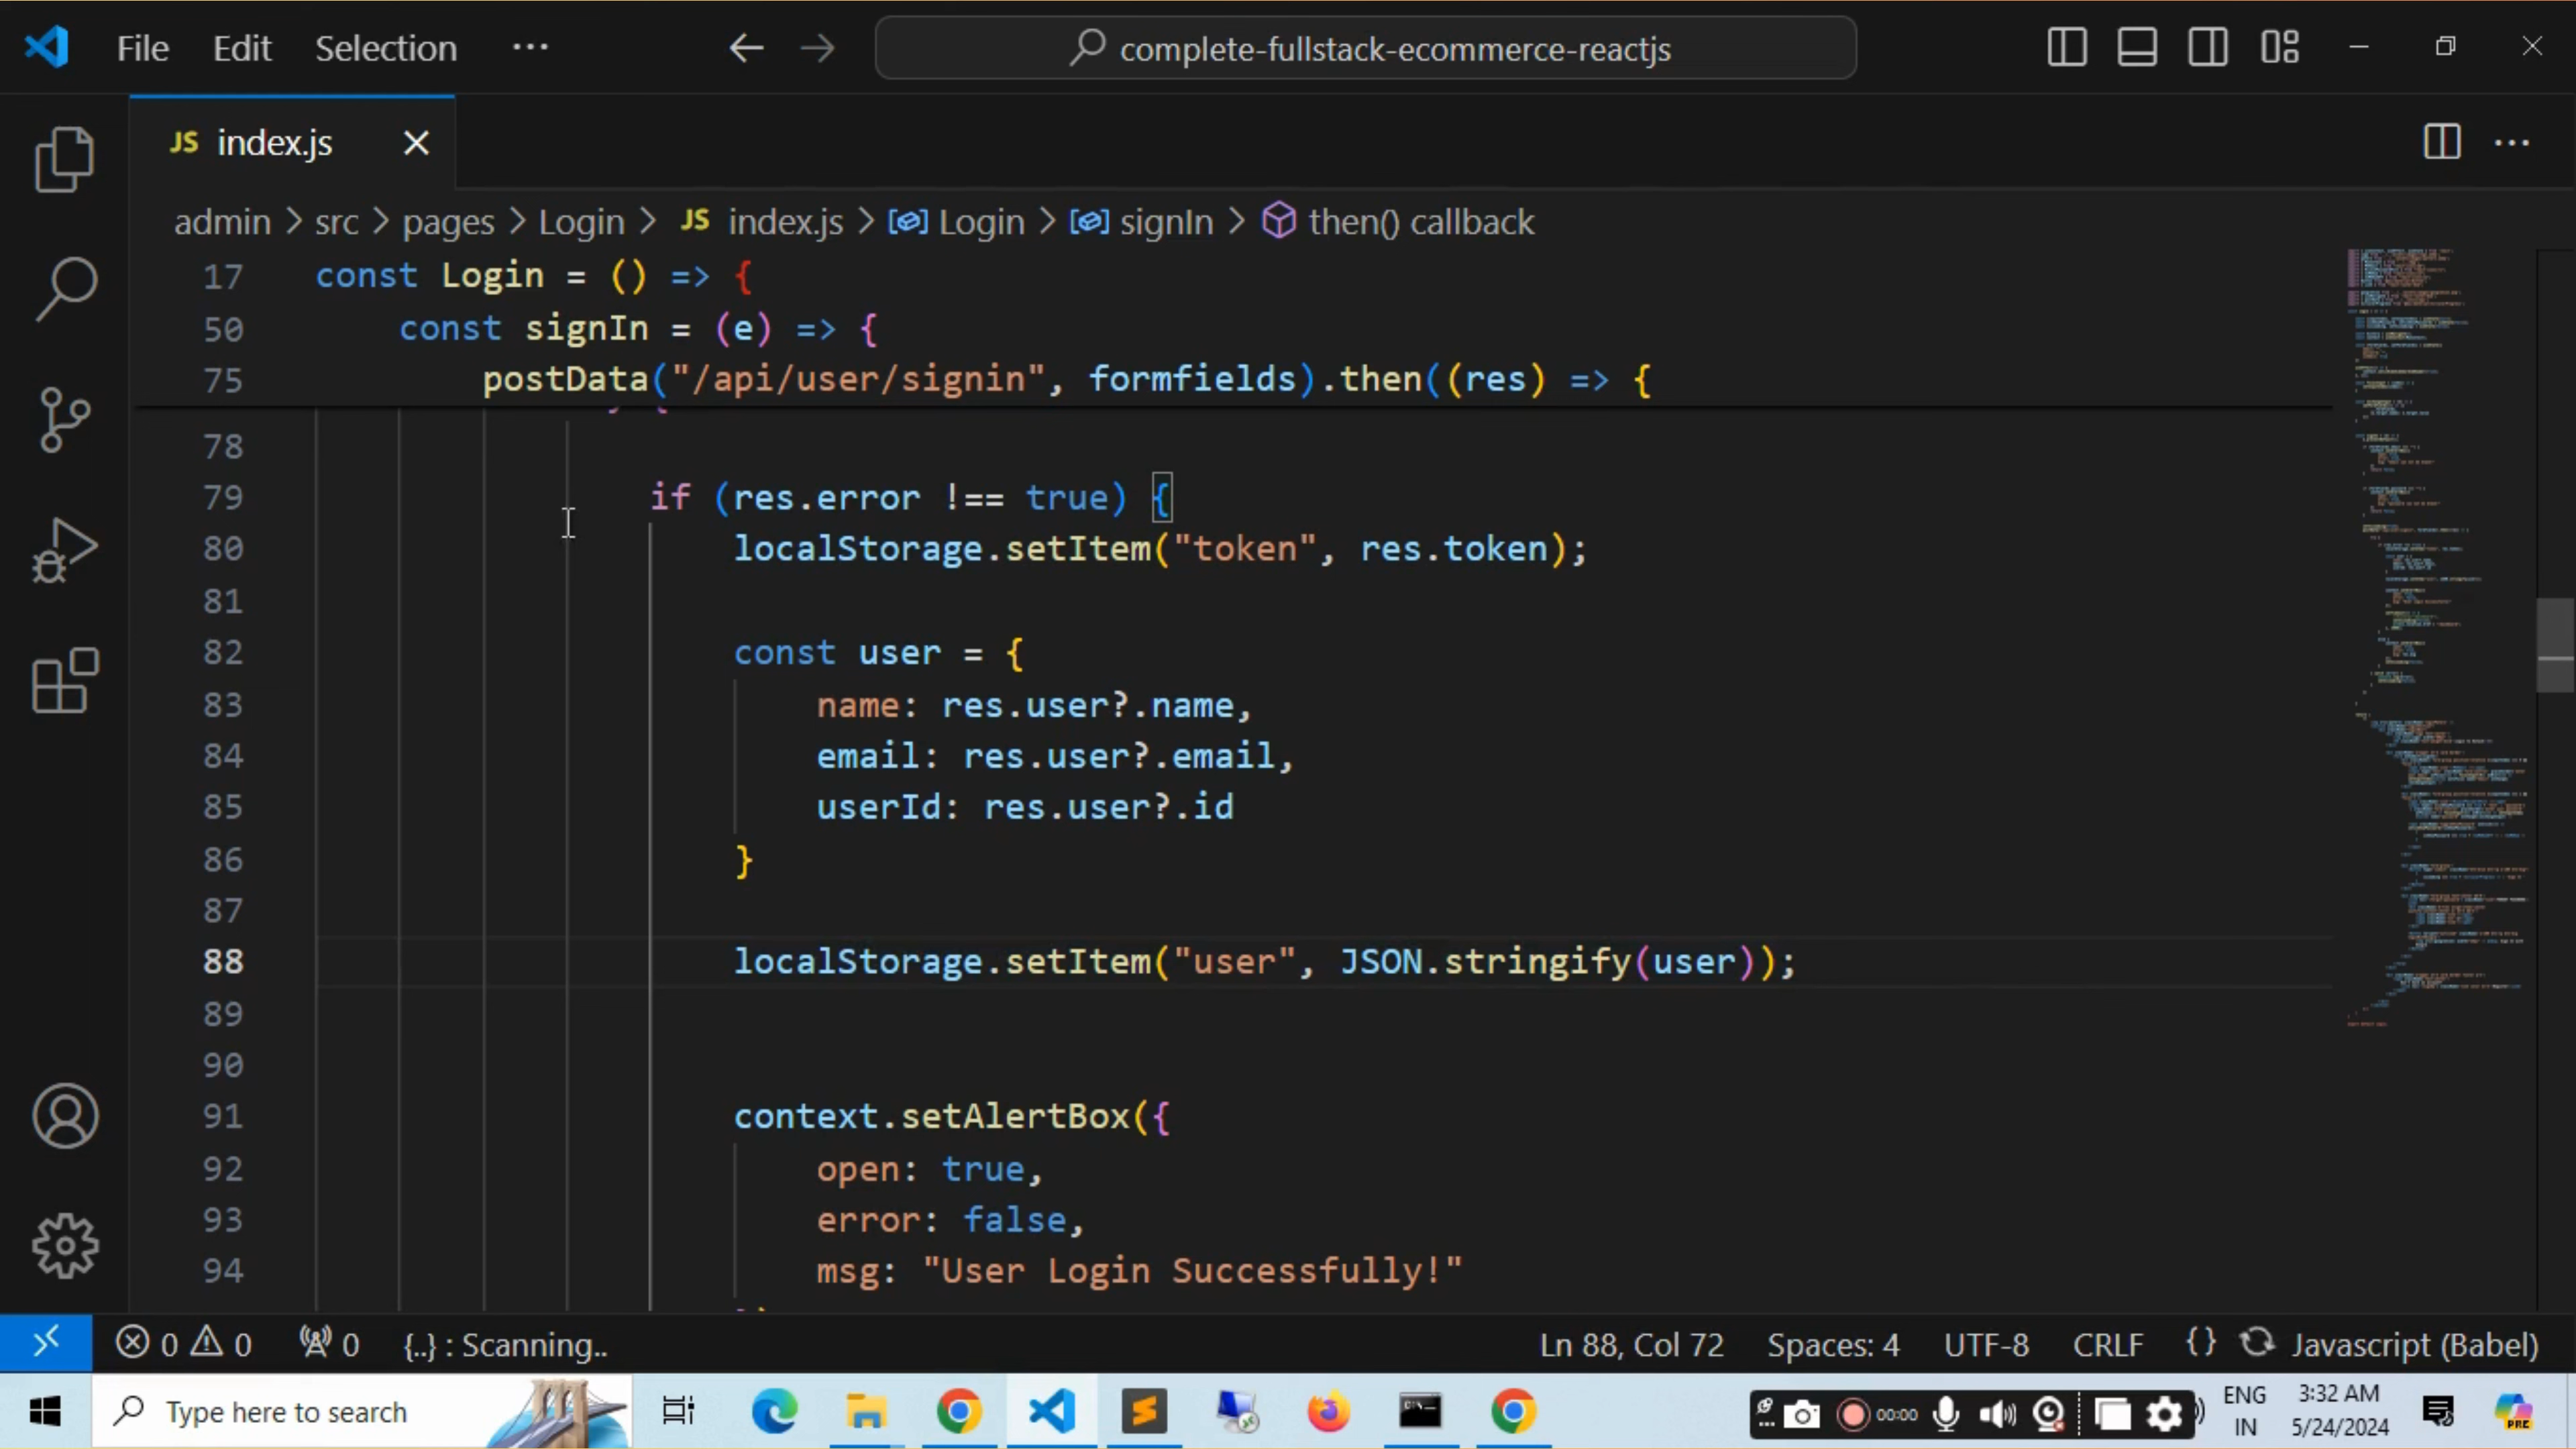 File Edit Selection ··· complete-fullstack-ecommerce-reactjs
JS index.js
admin > src > pages > Login > JS index.js > Login > signIn > then() callback
17 const Login = () => {
50 const signIn = (e) => {
75 postData("/api/user/signin", formfields).then((res) => {
78
79 if (res.error !== true) {
80 localStorage.setItem("token", res.token);
81
82 const user = {
83 name: res.user?.name,
84 email: res.user?.email,
85 userId: res.user?.id
86 }
87
88 localStorage.setItem("user", JSON.stringify(user));
89
90
91 context.setAlertBox({
92 open: true,
93 error: false,
94 msg: "User Login Successfully!"
0 0 0 {..} : Scanning.. Ln 88, Col 72 Spaces: 4 UTF-8 CRLF {} Javascript (Babel)
Type here to search 00:00 ENG 3:32 AM
IN 5/24/2024 PRE